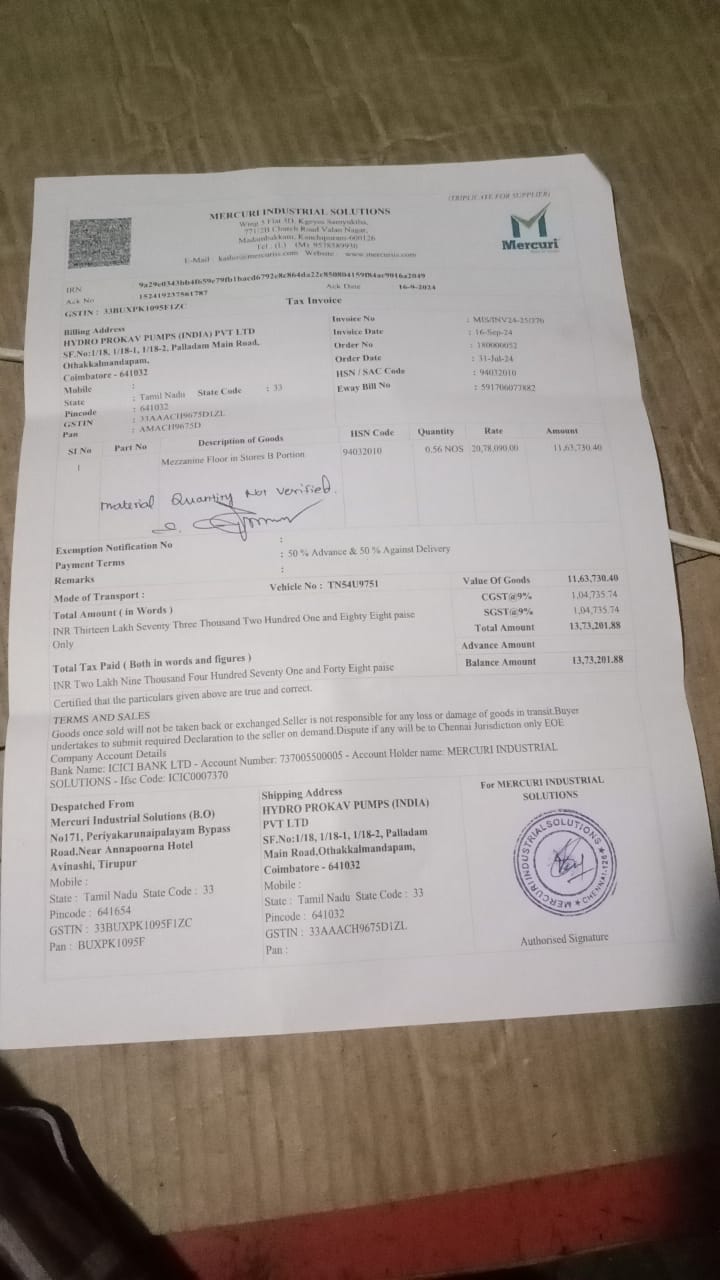 (TRIPLICATE FOR SUPPLIER)
MERCURI INDUSTRIAL SOLUTIONS
Wing 5 Flat 3D, Kgeyes Samyuktha,
771/2B Church Road Valan Nagar,
Madambakkam, Kancheepuram-600126
Tel : (L) (M) 9578589930
E-Mail : Website : www.mercuriis.com
Mercuri
IRN
Ack No : 152419237561787 Ack Date : 16-9-2024
GSTIN : 33BUXPK1095F1ZC Tax Invoice
Billing Address
HYDRO PROKAV PUMPS (INDIA) PVT LTD
SF.No:1/18, 1/18-1, 1/18-2, Palladam Main Road,
Othakkalmandapam,
Coimbatore - 641032
Mobile :
State : Tamil Nadu State Code : 33
Pincode : 641032
GSTIN : 33AAACH9675D1ZL
Pan : AMACH9675D
Invoice No : MIS/INV24-25/376
Invoice Date : 16-Sep-24
Order No : 180000052
Order Date : 31-Jul-24
HSN / SAC Code : 94032010
Eway Bill No : 591706077882
SI No Part No Description of Goods HSN Code Quantity Rate Amount
1 Mezzanine Floor in Stores B Portion 94032010 0.56 NOS 20,78,090.00 11,63,730.40
Material Quantity Not verified.
Exemption Notification No :
Payment Terms : 50 % Advance & 50 % Against Delivery
Remarks :
Mode of Transport : Vehicle No : TN54U9751
Total Amount ( in Words )
INR Thirteen Lakh Seventy Three Thousand Two Hundred One and Eighty Eight paise
Only
Total Tax Paid ( Both in words and figures )
INR Two Lakh Nine Thousand Four Hundred Seventy One and Forty Eight paise
Value Of Goods 11,63,730.40
CGST@9% 1,04,735.74
SGST@9% 1,04,735.74
Total Amount 13,73,201.88
Advance Amount
Balance Amount 13,73,201.88
Certified that the particulars given above are true and correct.
TERMS AND SALES
Goods once sold will not be taken back or exchanged Seller is not responsible for any loss or damage of goods in transit.Buyer
undertakes to submit required Declaration to the seller on demand.Dispute if any will be to Chennai Jurisdiction only EOE
Company Account Details
Bank Name: ICICI BANK LTD - Account Number: 737005500005 - Account Holder name: MERCURI INDUSTRIAL
SOLUTIONS - Ifsc Code: ICIC0007370
Despatched From
Mercuri Industrial Solutions (B.O)
No171, Periyakarunaipalayam Bypass
Road,Near Annapoorna Hotel
Avinashi, Tirupur
Mobile :
State : Tamil Nadu State Code : 33
Pincode : 641654
GSTIN : 33BUXPK1095F1ZC
Pan : BUXPK1095F
Shipping Address
HYDRO PROKAV PUMPS (INDIA)
PVT LTD
SF.No:1/18, 1/18-1, 1/18-2, Palladam
Main Road,Othakkalmandapam,
Coimbatore - 641032
Mobile :
State : Tamil Nadu State Code : 33
Pincode : 641032
GSTIN : 33AAACH9675D1ZL
Pan :
For MERCURI INDUSTRIAL
SOLUTIONS
MERCURI INDUSTRIAL SOLUTIONS ★ CHENNAI-126 ★
Authorised Signature